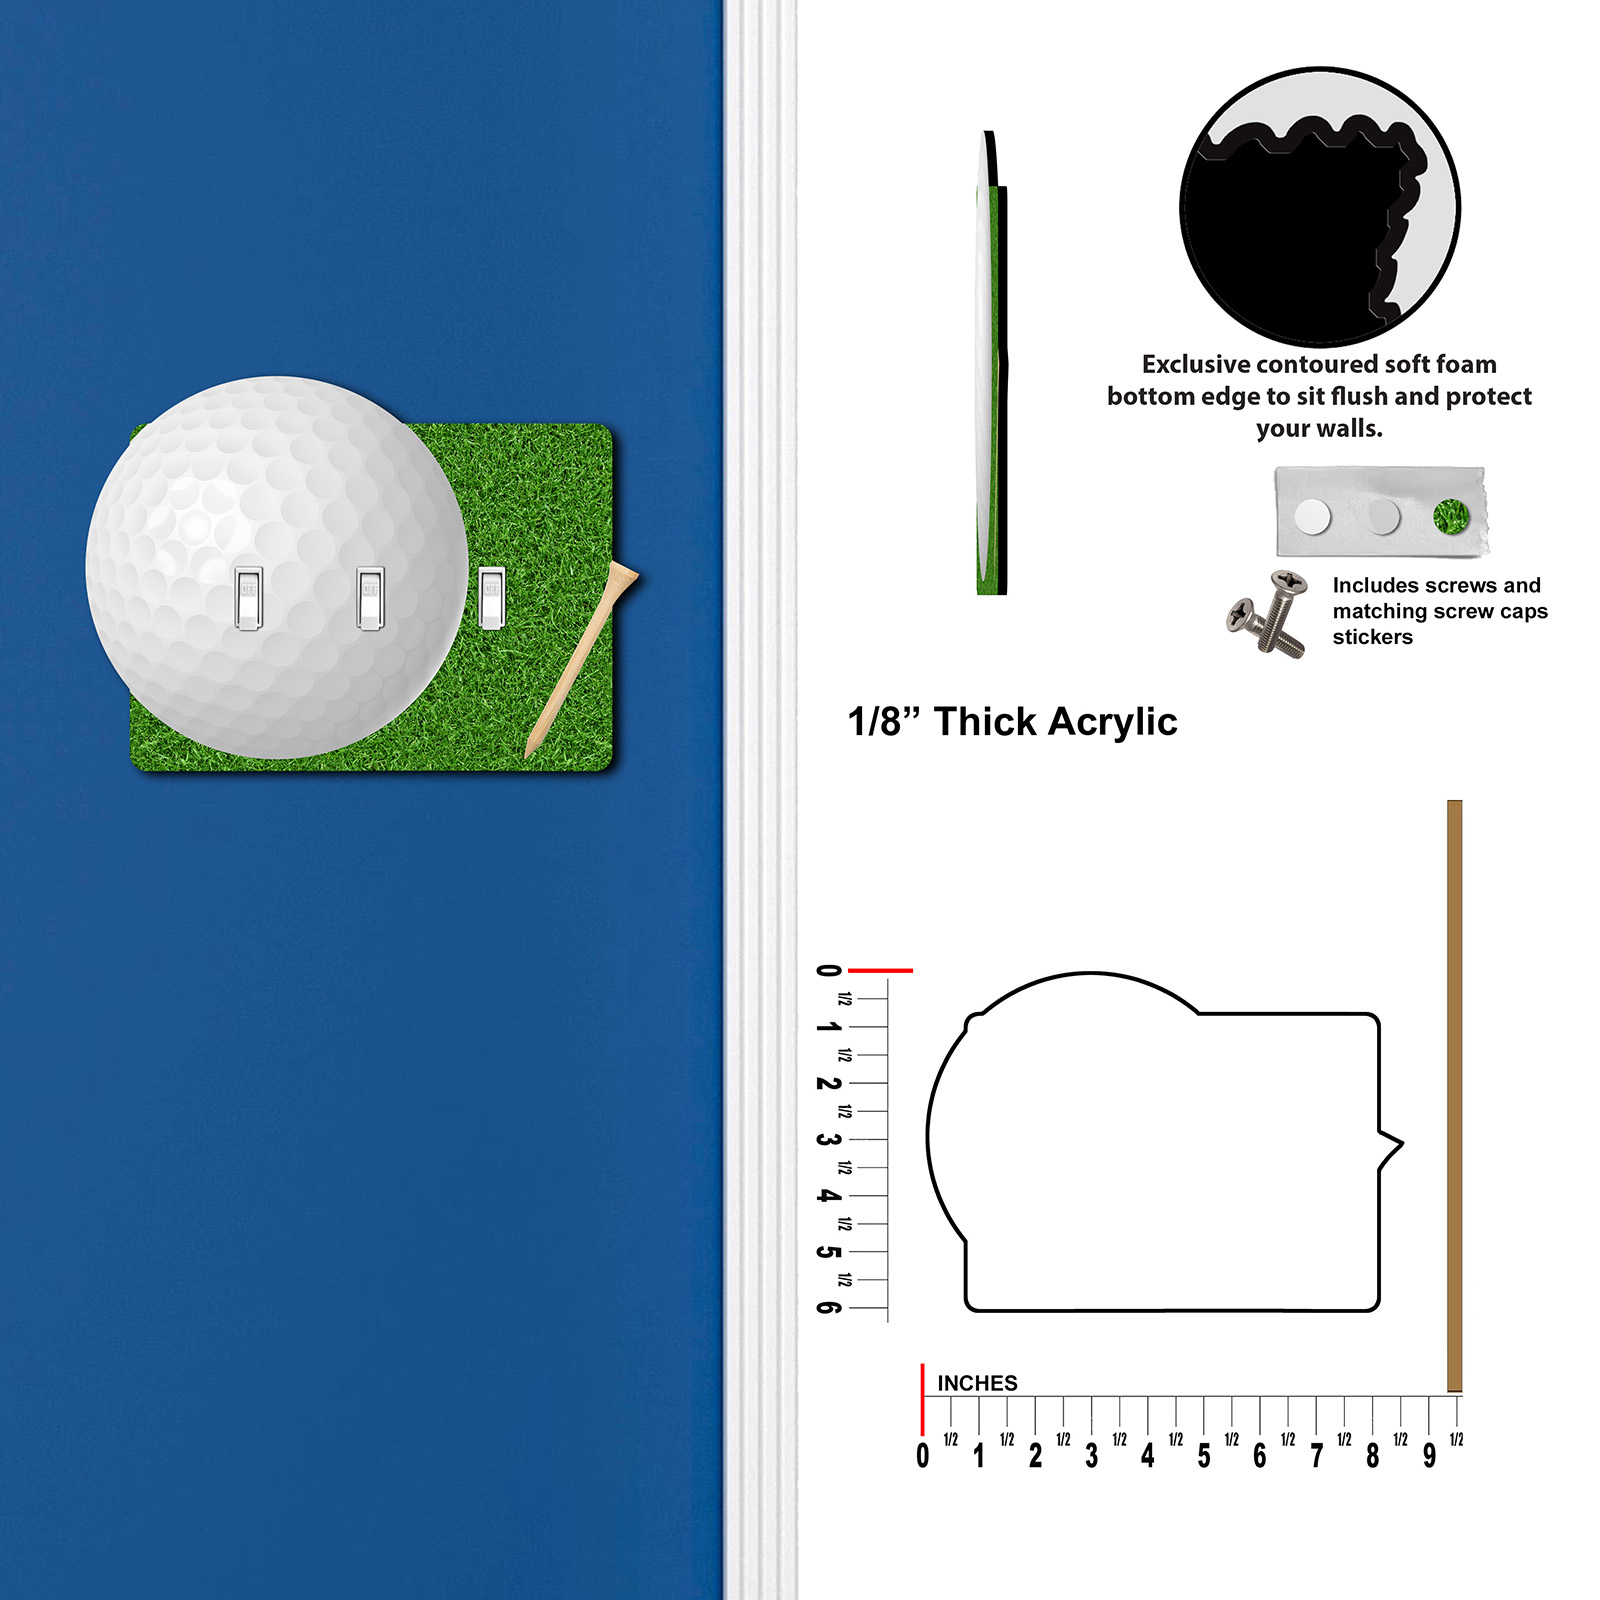 OFF OFF OFF
Exclusive contoured soft foam
bottom edge to sit flush and protect
your walls.
Includes screws and
matching screw caps
stickers
1/8” Thick Acrylic
0
1/2
1
1/2
2
1/2
3
1/2
4
1/2
5
1/2
6
INCHES
0 1/2 1 1/2 2 1/2 3 1/2 4 1/2 5 1/2 6 1/2 7 1/2 8 1/2 9 1/2